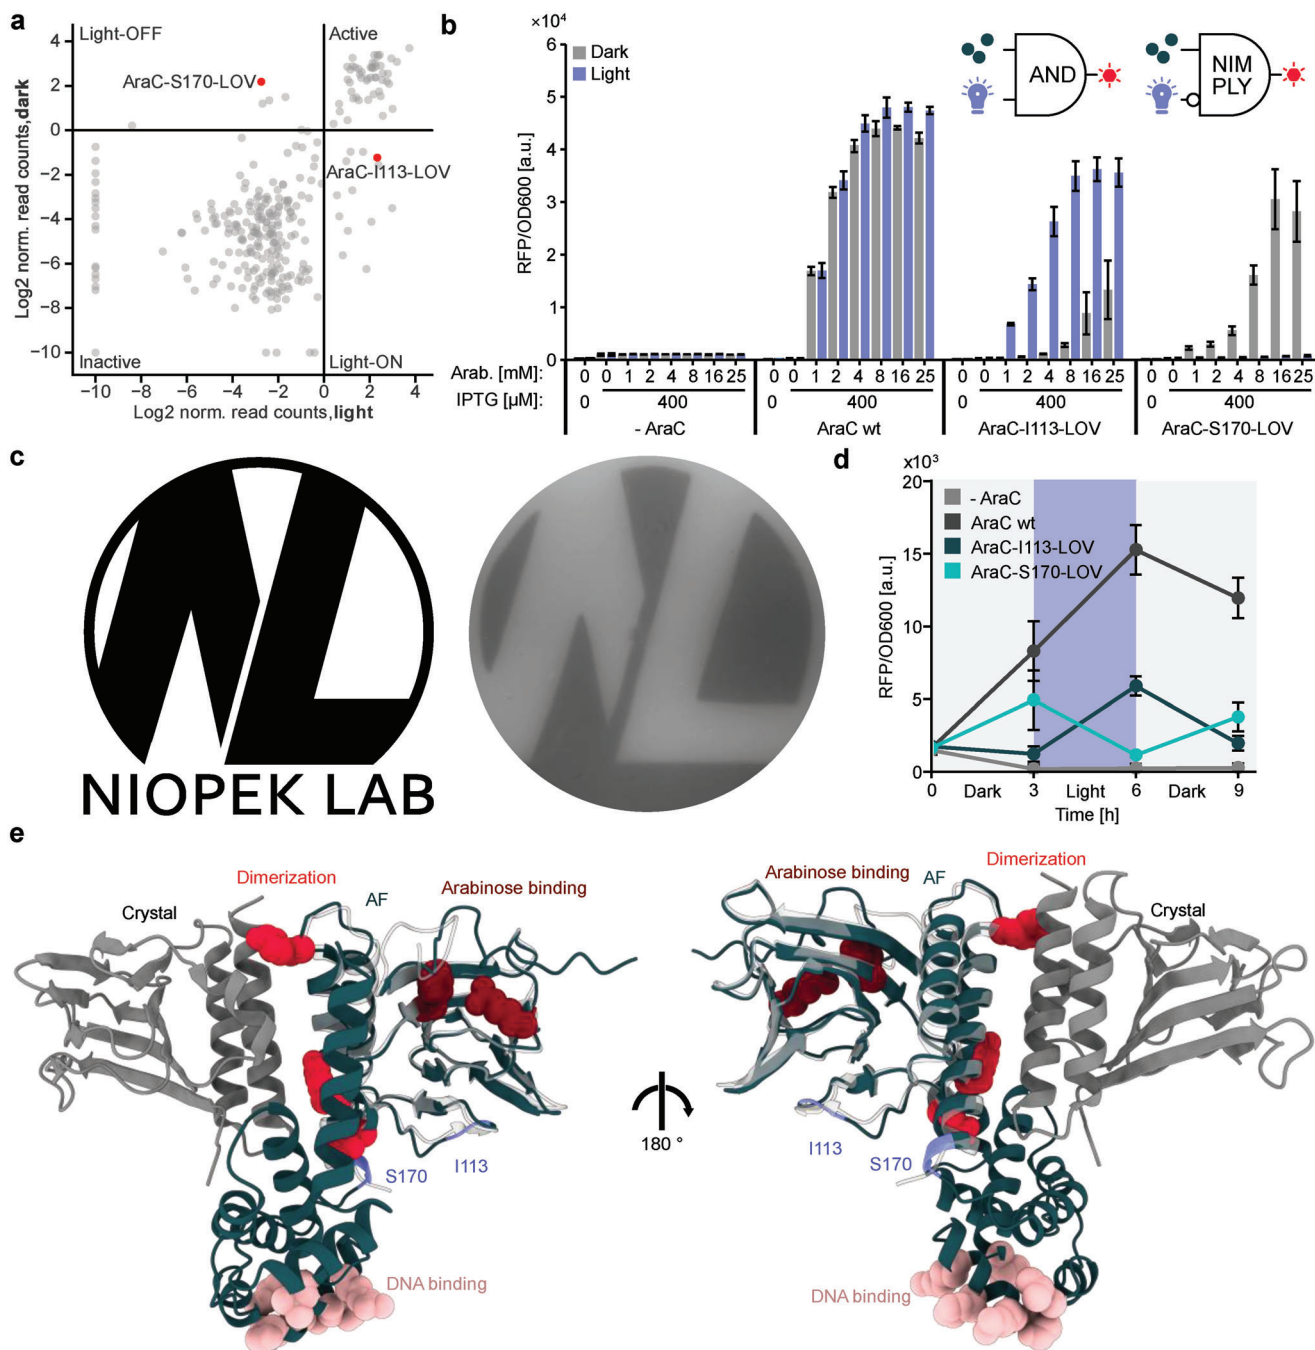 a
Light-OFF
Active
AraC-S170-LOV
AraC-I113-LOV
Inactive
Light-ON
4
2
0
−2
−4
−6
−8
−10
Log2 norm. read counts,dark
−10 −8 −6 −4 −2 0 2 4
Log2 norm. read counts,light
b
×10⁴
6
5
4
3
2
1
0
RFP/OD600 [a.u.]
Dark
Light
AND
NIM
PLY
Arab. [mM]: 0 0 1 2 4 8 16 25 0 0 1 2 4 8 16 25 0 0 1 2 4 8 16 25 0 0 1 2 4 8 16 25
IPTG [µM]: 0 400 0 400 0 400 0 400
- AraC AraC wt AraC-I113-LOV AraC-S170-LOV
c
NIOPEK LAB
d
x10³
20
15
10
5
0
RFP/OD600 [a.u.]
- AraC
AraC wt
AraC-I113-LOV
AraC-S170-LOV
0 Dark 3 Light 6 Dark 9
Time [h]
e
Dimerization
AF
Arabinose binding
Crystal
S170
I113
DNA binding
180 °
Dimerization
Arabinose binding
AF
Crystal
I113
S170
DNA binding